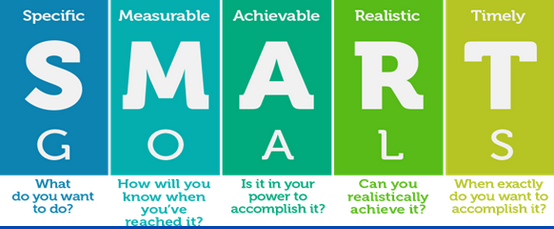 Specific Measurable Achievable Realistic Timely
S M A R T
G O A L S
What
do you want
to do?
How will you
know when
you've
reached it?
Is it in your
power to
accomplish it?
Can you
realistically
achieve it?
When exactly
do you want to
accomplish it?